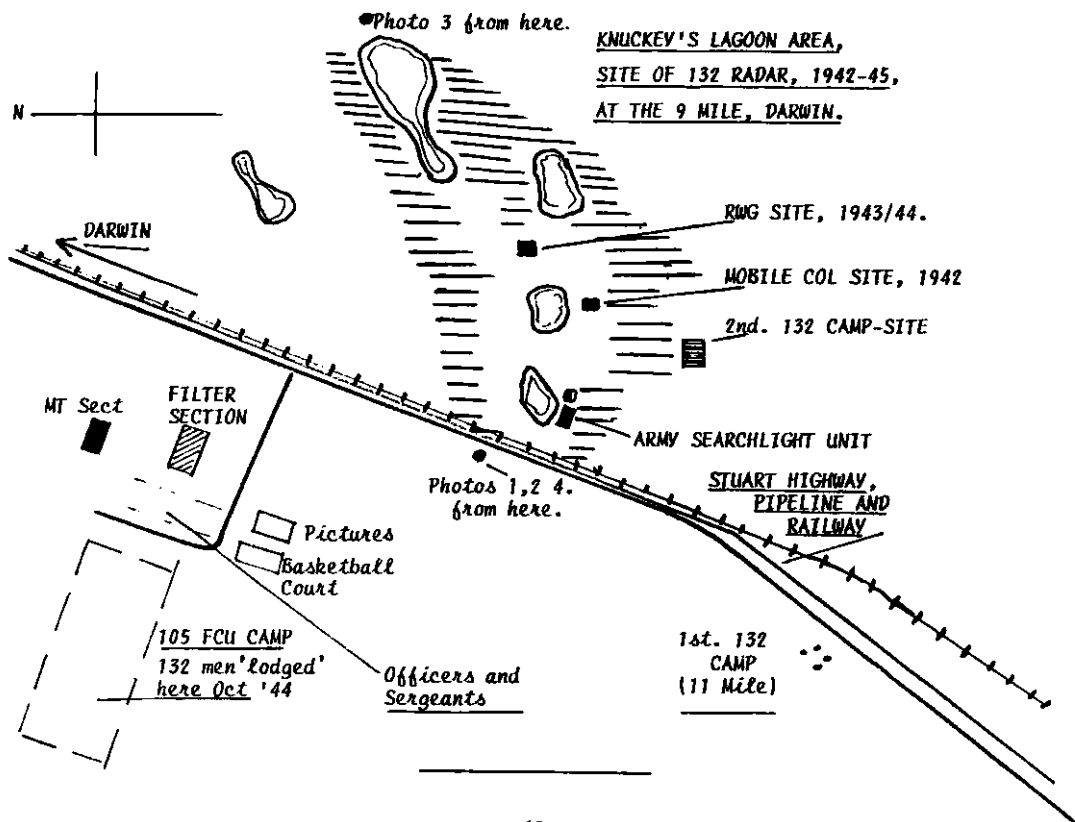 Photo 3 from here.
KNUCKEY'S LAGOON AREA,
SITE OF 132 RADAR, 1942-45,
AT THE 9 MILE, DARWIN.
N
DARWIN
RWG SITE, 1943/44.
MOBILE COL SITE, 1942
2nd. 132 CAMP-SITE
MT Sect
FILTER
SECTION
ARMY SEARCHLIGHT UNIT
Photos 1,2 4.
from here.
STUART HIGHWAY,
PIPELINE AND
RAILWAY
Pictures
Basketball
Court
105 FCU CAMP
132 men 'lodged'
here Oct '44
Officers and
Sergeants
1st. 132
CAMP
(11 Mile)